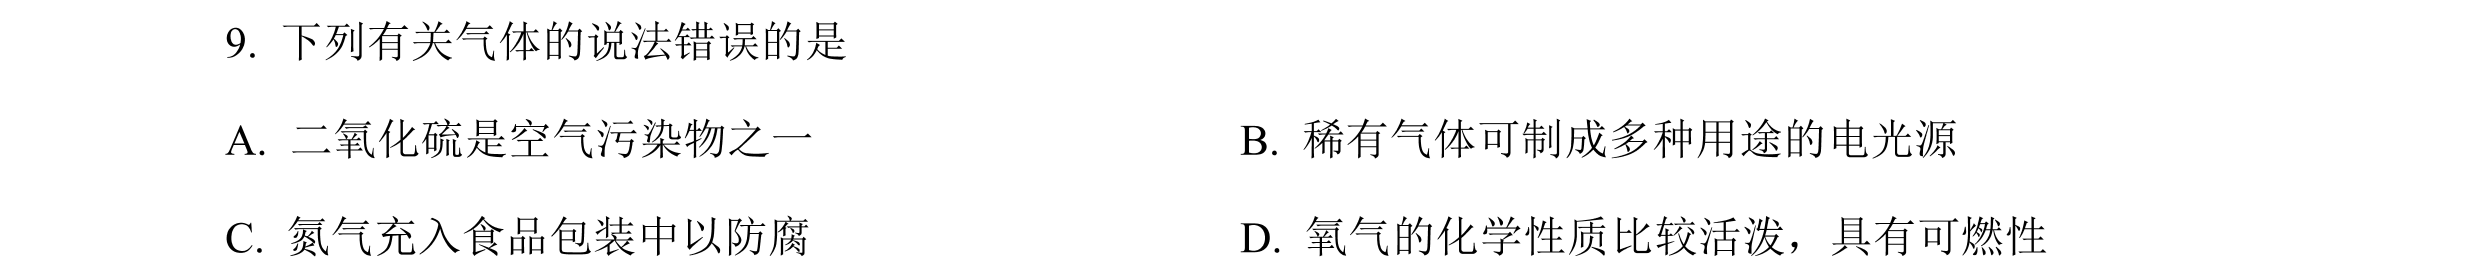 9. 下列有关气体的说法错误的是
A. 二氧化硫是空气污染物之一 B. 稀有气体可制成多种用途的电光源
C. 氮气充入食品包装中以防腐 D. 氧气的化学性质比较活泼，具有可燃性